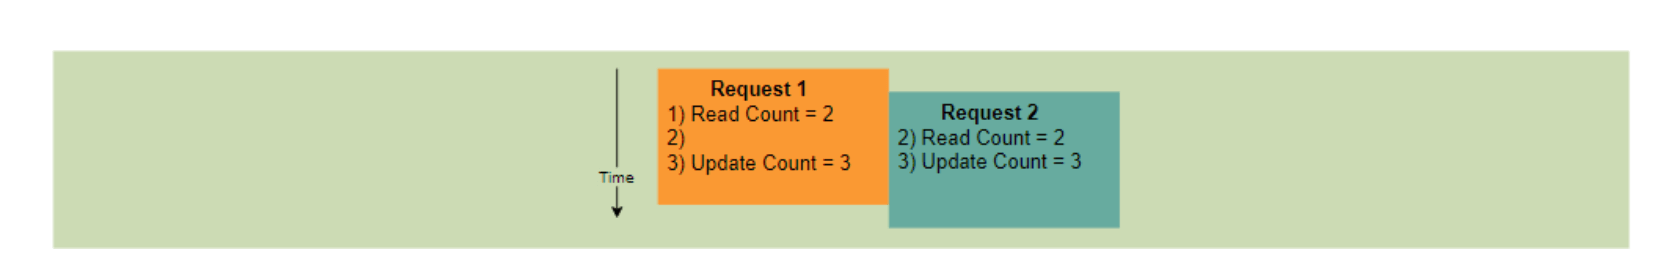 Time
Request 1
1) Read Count = 2
2)
3) Update Count = 3
Request 2
2) Read Count = 2
3) Update Count = 3